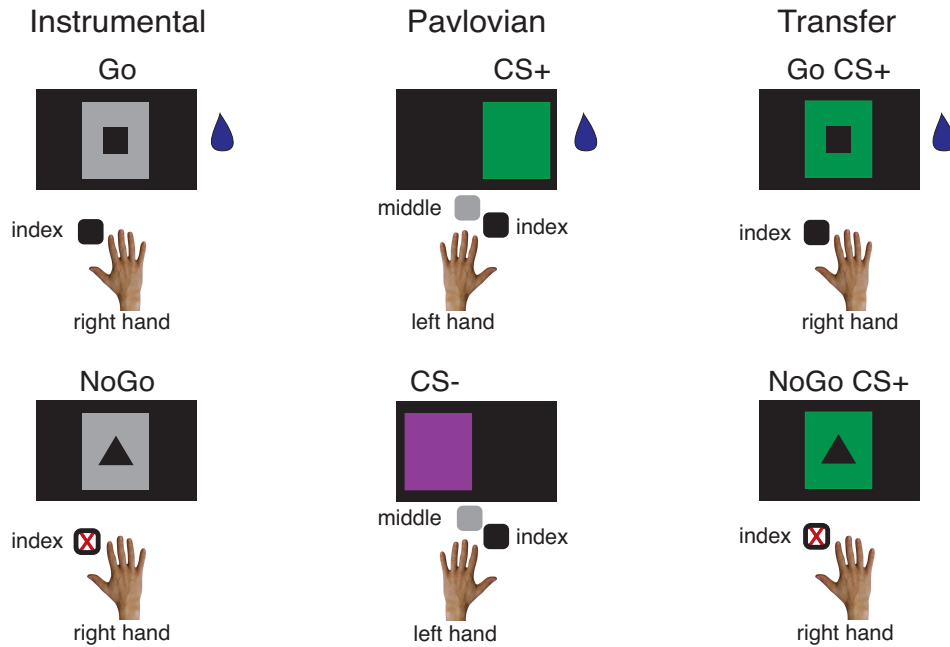 Instrumental Pavlovian Transfer
Go CS+ Go CS+
middle
index index index
right hand left hand right hand
NoGo CS- NoGo CS+
middle
index index index
right hand left hand right hand